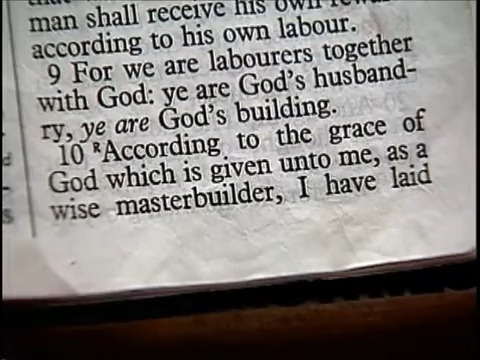 man shall receive his own
according to his own labour.
9 For we are labourers together
with God: ye are God's husband-
ry, ye are God's building.
10 ᴿAccording to the grace of
God which is given unto me, as a
wise masterbuilder, I have laid